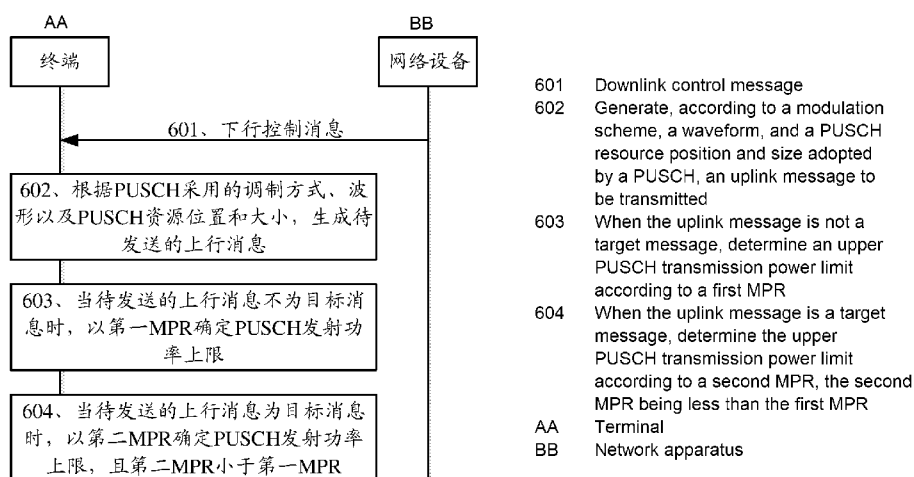 AA
BB
终端
网络设备
601、下行控制消息
602、根据PUSCH采用的调制方式、波
形以及PUSCH资源位置和大小，生成待
发送的上行消息
603、当待发送的上行消息不为目标消
息时，以第一MPR确定PUSCH发射功
率上限
604、当待发送的上行消息为目标消息
时，以第二MPR确定PUSCH发射功率
上限，且第二MPR小于第一MPR
601 Downlink control message
602 Generate, according to a modulation
scheme, a waveform, and a PUSCH
resource position and size adopted
by a PUSCH, an uplink message to
be transmitted
603 When the uplink message is not a
target message, determine an upper
PUSCH transmission power limit
according to a first MPR
604 When the uplink message is a target
message, determine the upper
PUSCH transmission power limit
according to a second MPR, the second
MPR being less than the first MPR
AA Terminal
BB Network apparatus